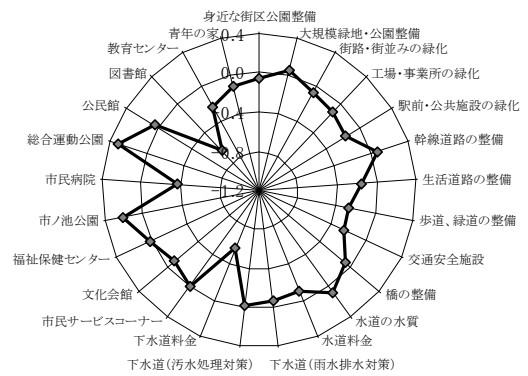 身近な街区公園整備
大規模緑地・公園整備
街路・街並みの緑化
工場・事業所の緑化
駅前・公共施設の緑化
幹線道路の整備
生活道路の整備
歩道、緑道の整備
交通安全施設
橋の整備
水道の水質
水道料金
下水道（雨水排水対策）
下水道（汚水処理対策）
下水道料金
市民サービスコーナー
文化会館
福祉保健センター
市ノ池公園
市民病院
総合運動公園
公民館
図書館
教育センター
青年の家
0.4
0.0
-0.4
-0.8
-1.2